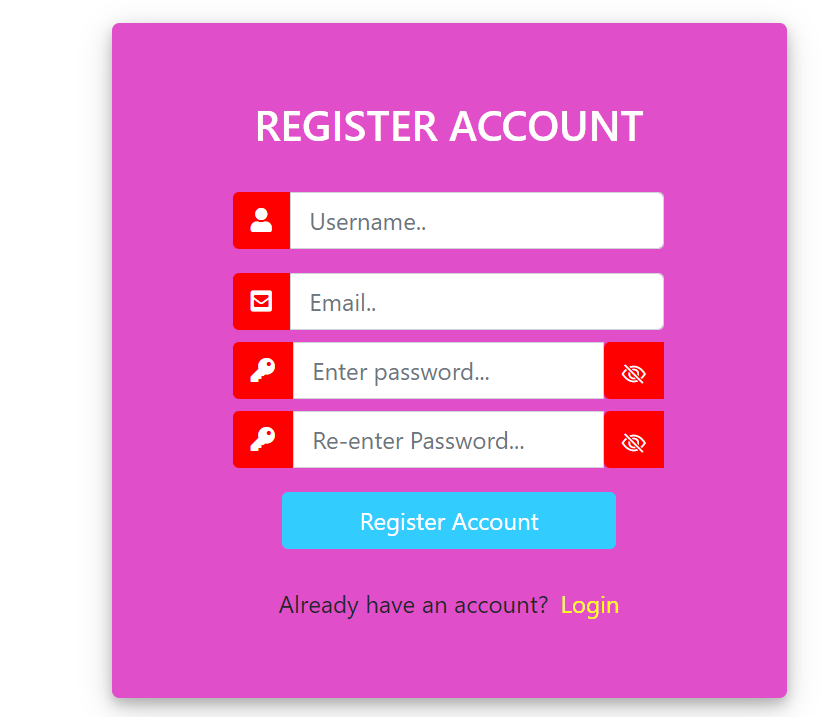 REGISTER ACCOUNT
Username..
Email..
Enter password...
Re-enter Password...
Register Account
Already have an account? Login